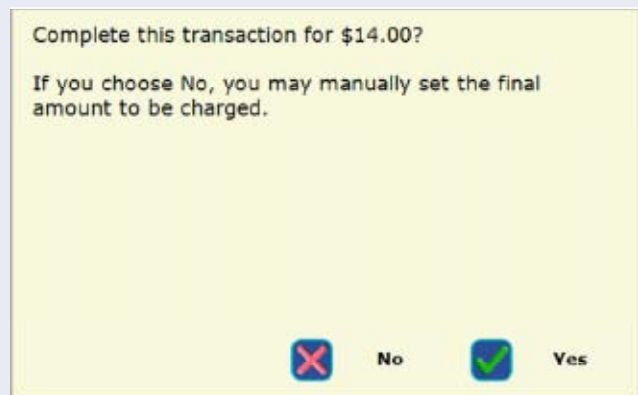 Complete this transaction for $14.00?
If you choose No, you may manually set the final
amount to be charged.
No Yes